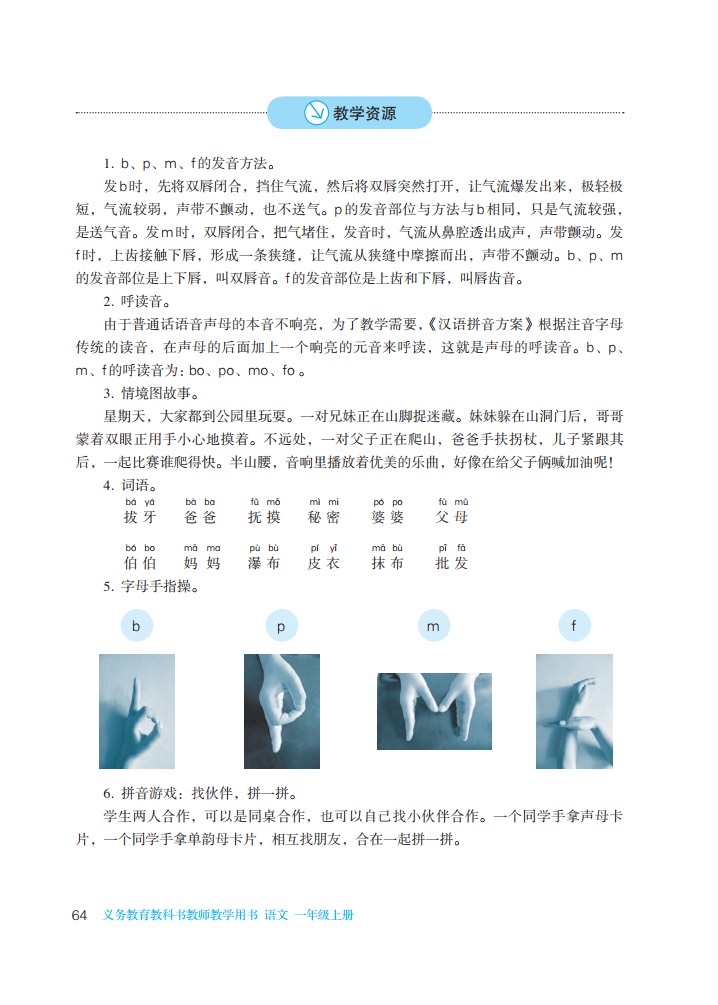 教学资源
1. b、p、m、f的发音方法。
发b时，先将双唇闭合，挡住气流，然后将双唇突然打开，让气流爆发出来，极轻极
短，气流较弱，声带不颤动，也不送气。p的发音部位与方法与b相同，只是气流较强，
是送气音。发m时，双唇闭合，把气堵住，发音时，气流从鼻腔透出成声，声带颤动。发
f时，上齿接触下唇，形成一条狭缝，让气流从狭缝中摩擦而出，声带不颤动。b、p、m
的发音部位是上下唇，叫双唇音。f的发音部位是上齿和下唇，叫唇齿音。
2. 呼读音。
由于普通话语音声母的本音不响亮，为了教学需要，《汉语拼音方案》根据注音字母
传统的读音，在声母的后面加上一个响亮的元音来呼读，这就是声母的呼读音。b、p、
m、f的呼读音为：bo、po、mo、fo 。
3. 情境图故事。
星期天，大家都到公园里玩耍。一对兄妹正在山脚捉迷藏。妹妹躲在山洞门后，哥哥
蒙着双眼正用手小心地摸着。不远处，一对父子正在爬山，爸爸手扶拐杖，儿子紧跟其
后，一起比赛谁爬得快。半山腰，音响里播放着优美的乐曲，好像在给父子俩喊加油呢！
4. 词语。
bá yá bà ba fǔ mō mì mì pó po fù mǔ
拔 牙 爸 爸 抚 摸 秘 密 婆 婆 父 母
bó bo mā ma pù bù pí yī mā bù pī fā
伯 伯 妈 妈 瀑 布 皮 衣 抹 布 批 发
5. 字母手指操。
b p m f
6. 拼音游戏：找伙伴，拼一拼。
学生两人合作，可以是同桌合作，也可以自己找小伙伴合作。一个同学手拿声母卡
片，一个同学手拿单韵母卡片，相互找朋友，合在一起拼一拼。
64 义务教育教科书教师教学用书 语文 一年级上册